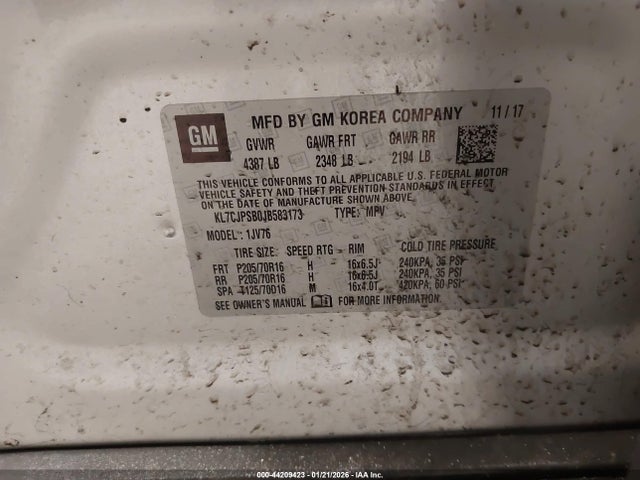 GM
MFD BY GM KOREA COMPANY 11/17
GVWR GAWR FRT GAWR RR
4387 LB 2348 LB 2194 LB
THIS VEHICLE CONFORMS TO ALL APPLICABLE U.S. FEDERAL MOTOR
VEHICLE SAFETY AND THEFT PREVENTION STANDARDS IN EFFECT
ON THE DATE OF MANUFACTURE SHOWN ABOVE.
KL7CJPSB0JB583173 TYPE: MPV
MODEL: 1JV76
TIRE SIZE: SPEED RTG RIM COLD TIRE PRESSURE
FRT P205/70R16 H 16x6.5J 240KPA, 35 PSI
RR P205/70R16 H 16x6.5J 240KPA, 35 PSI
SPA T125/70D16 M 16x4.0T 420KPA, 60 PSI
SEE OWNER'S MANUAL FOR MORE INFORMATION.
000-44209423 - 01/21/2026 - IAA Inc.